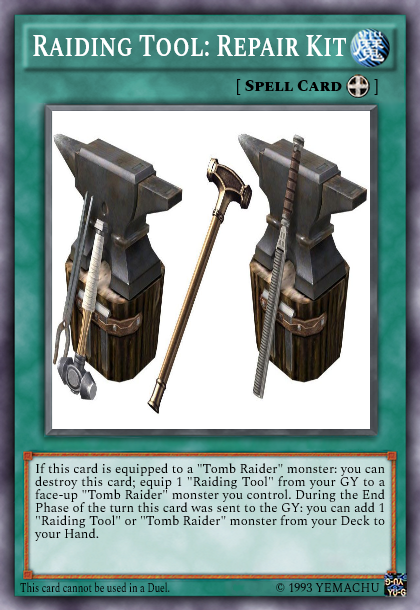 RAIDING TOOL: REPAIR KIT
魔
[ SPELL CARD ]
If this card is equipped to a "Tomb Raider" monster: you can
destroy this card; equip 1 "Raiding Tool" from your GY to a
face-up "Tomb Raider" monster you control. During the End
Phase of the turn this card was sent to the GY: you can add 1
"Raiding Tool" or "Tomb Raider" monster from your Deck to
your Hand.
This card cannot be used in a Duel.
© 1993 YEMACHU